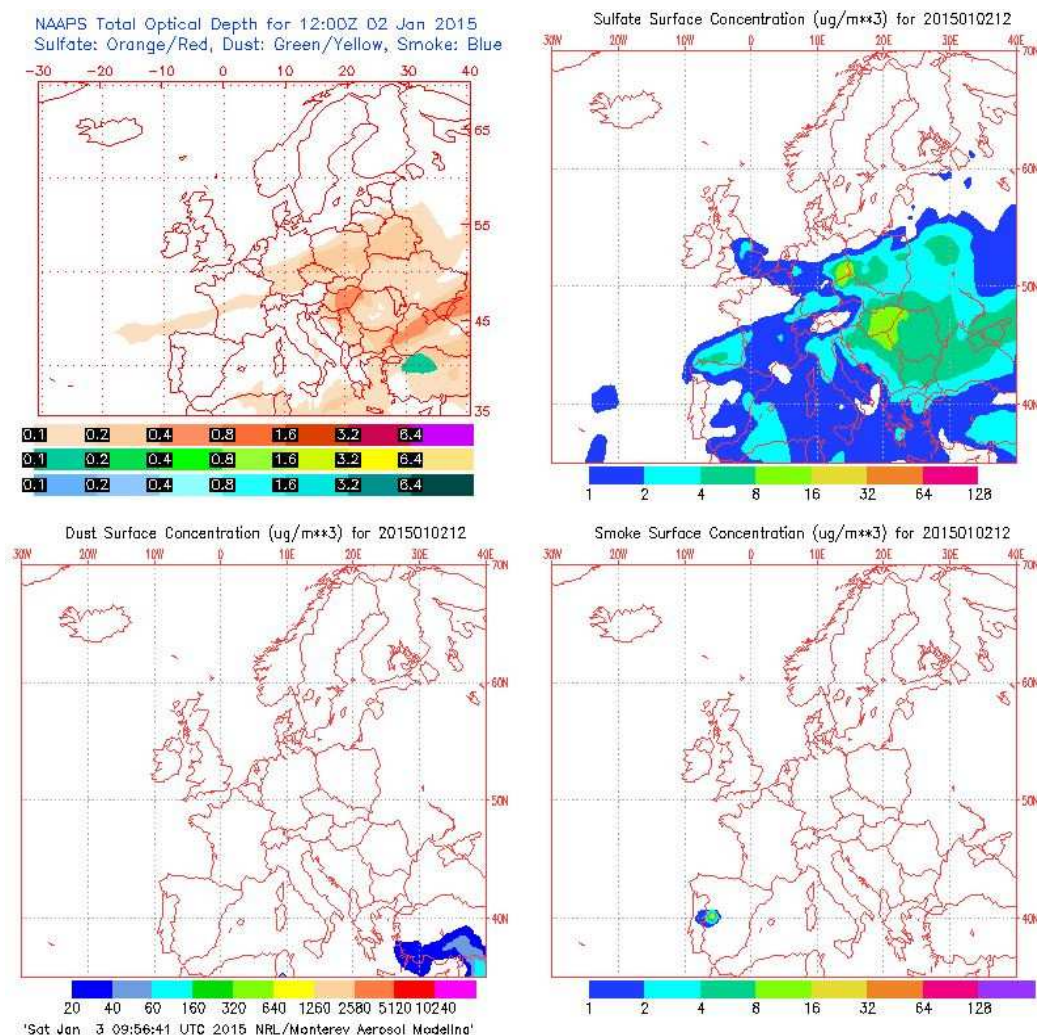 NAAPS Total Optical Depth for 12:00Z 02 Jan 2015
Sulfate: Orange/Red, Dust: Green/Yellow, Smoke: Blue
-30 -20 -10 0 10 20 30 40
65
55
45
35
0.1 0.2 0.4 0.8 1.6 3.2 6.4
0.1 0.2 0.4 0.8 1.6 3.2 6.4
0.1 0.2 0.4 0.8 1.6 3.2 6.4
Sulfate Surface Concentration (ug/m**3) for 2015010212
30W 20W 10W 0 10E 20E 30E 40E
70N
60N
50N
40N
1 2 4 8 16 32 64 128
Dust Surface Concentration (ug/m**3) for 2015010212
30W 20W 10W 0 10E 20E 30E 40E
70N
60N
50N
40N
20 40 60 160 320 640 1260 2580 5120 10240
'Sat Jan 3 09:56:41 UTC 2015 NRL/Monterey Aerosol Modeling'
Smoke Surface Concentration (ug/m**3) for 2015010212
30W 20W 10W 0 10E 20E 30E 40E
70N
60N
50N
40N
1 2 4 8 16 32 64 128